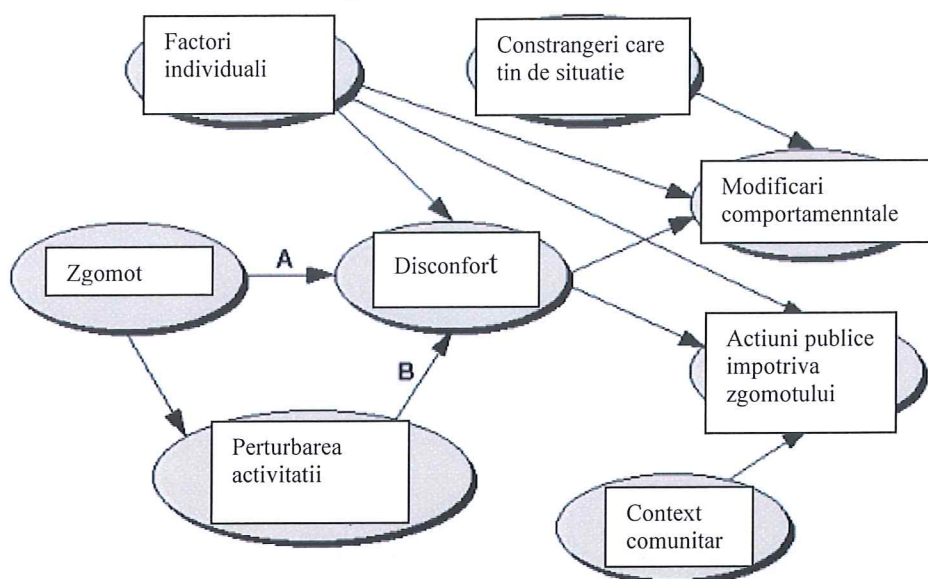 Factori
individuali
Constrangeri care
tin de situatie
Modificari
comportamenntale
Zgomot
A
Disconfort
Actiuni publice
impotriva
zgomotului
B
Perturbarea
activitatii
Context
comunitar